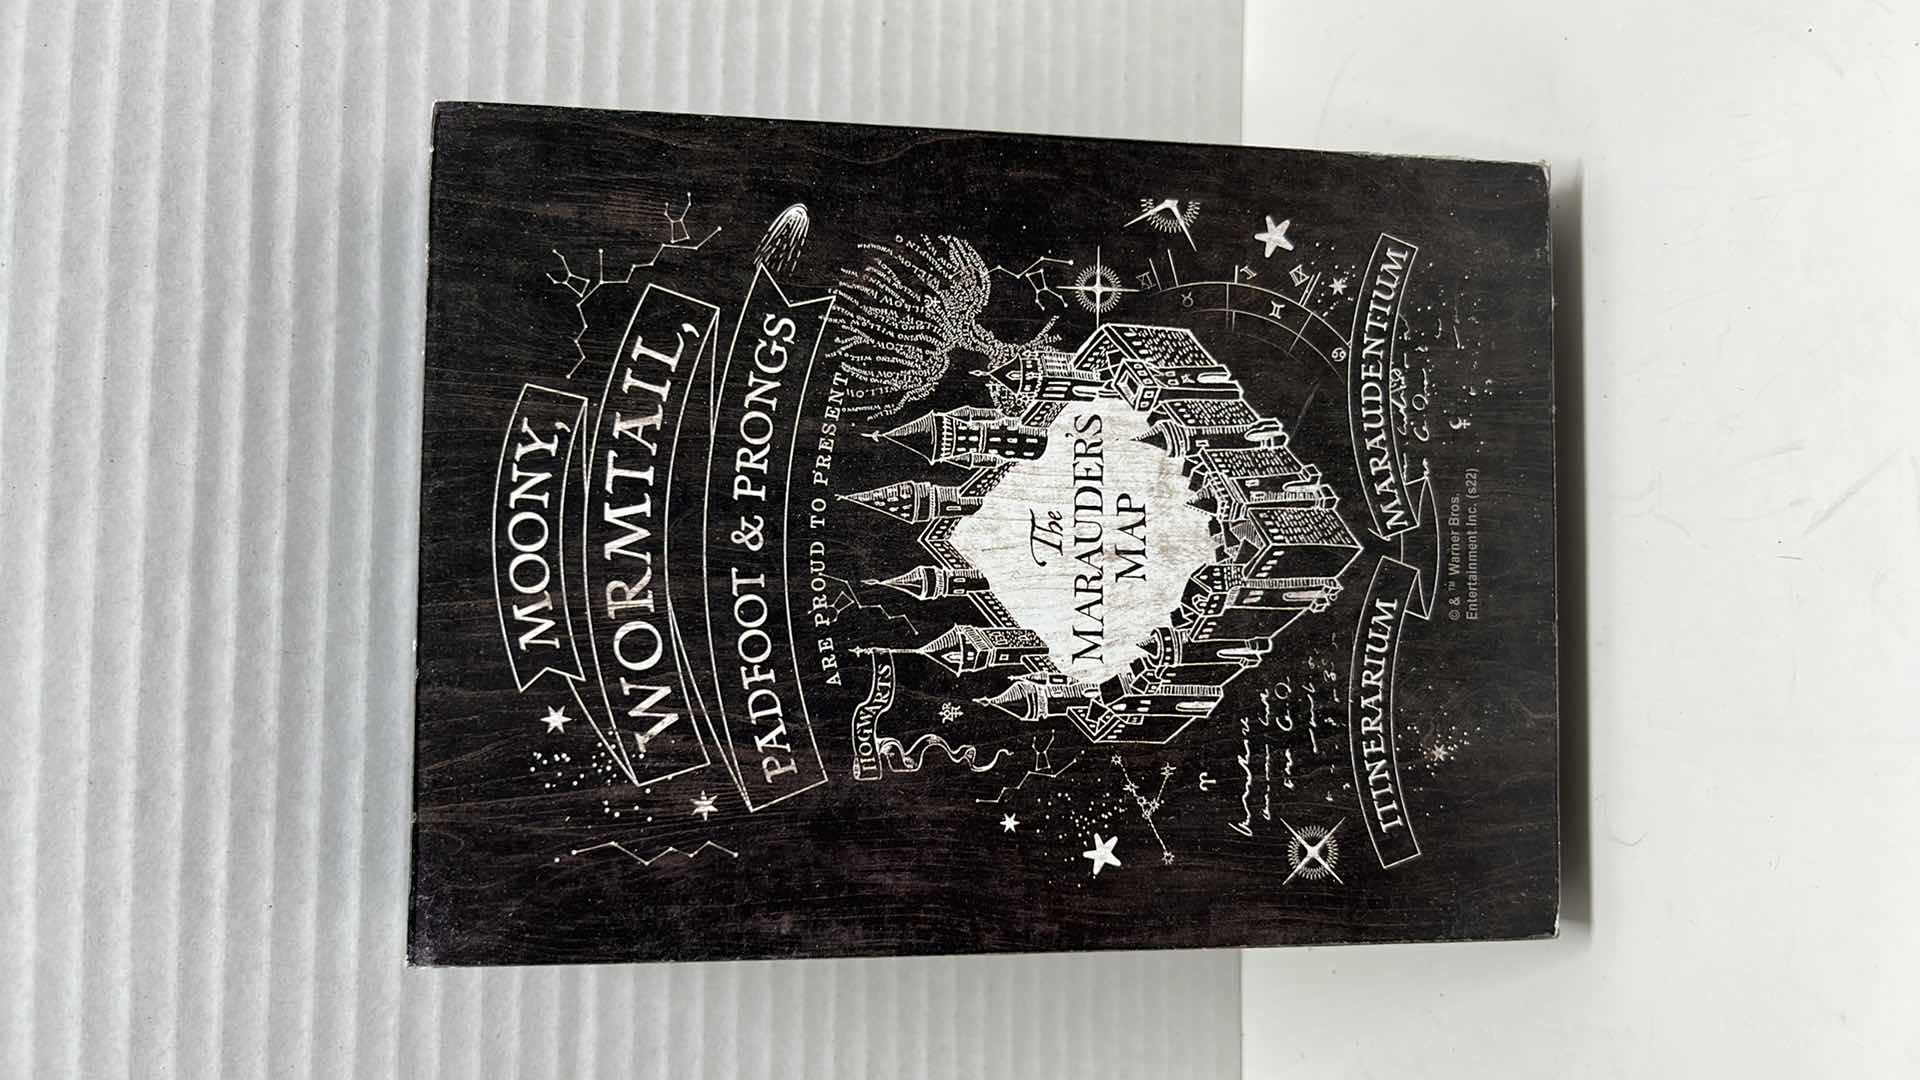 MOONY,
WORMTAIL,
PADFOOT & PRONGS
ARE PROUD TO PRESENT
HOGWARTS
The
MARAUDER'S
MAP
ITINERARIUM
MARAUDENTIUM
© & ™ Warner Bros.
Entertainment Inc. (s22)